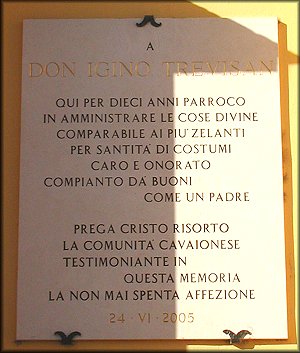 A
DON IGINO TREVISAN
QUI PER DIECI ANNI PARROCO
IN AMMINISTRARE LE COSE DIVINE
COMPARABILE AI PIU' ZELANTI
PER SANTITA' DI COSTUMI
CARO E ONORATO
COMPIANTO DA' BUONI
COME UN PADRE
PREGA CRISTO RISORTO
LA COMUNITA' CAVAIONESE
TESTIMONIANTE IN
QUESTA MEMORIA
LA NON MAI SPENTA AFFEZIONE
24 · VI · 2005